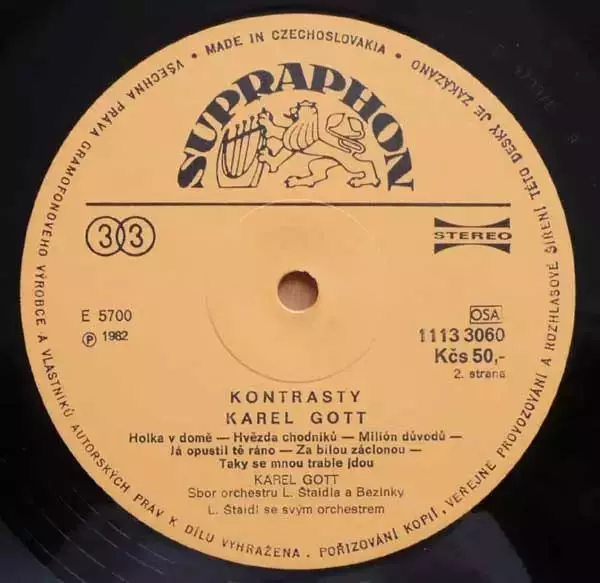 VŠECHNA PRÁVA GRAMOFONOVÉHO VÝROBCE A VLASTNÍKŮ AUTORSKÝCH PRÁV K DÍLU VYHRAŽENA. POŘIZOVÁNÍ KOPIÍ, VEŘEJNÉ PROVOZOVÁNÍ A ROZHLASOVÉ ŠÍŘENÍ TÉTO DESKY JE ZAKÁZÁNO
• MADE IN CZECHOSLOVAKIA •
SUPRAPHON
33
STEREO
E 5700
Ⓟ 1982
OSA
1113 3060
Kčs 50,-
2. strana
KONTRASTY
KAREL GOTT
Holka v domě — Hvězda chodníků — Milión důvodů —
Já opustil tě ráno — Za bílou záclonou —
Taky se mnou trable jdou
KAREL GOTT
Sbor orchestru L. Štaidla a Bezinky
L. Štaidl se svým orchestrem